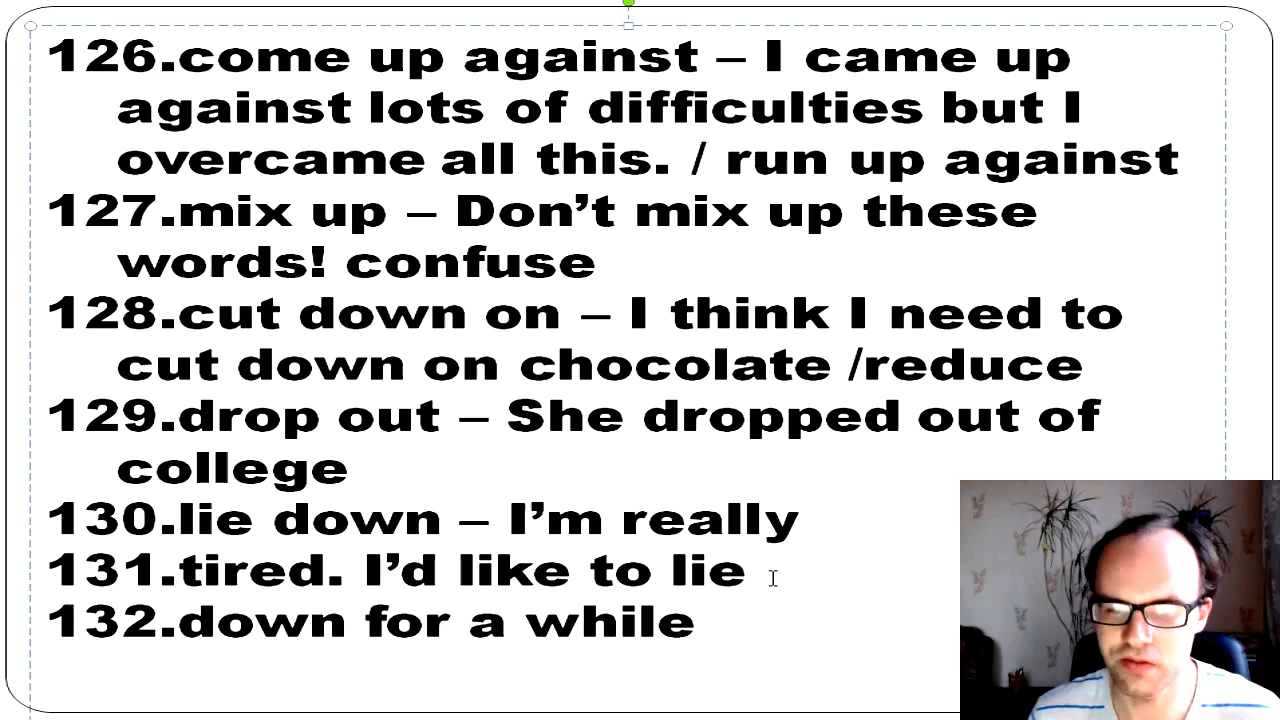 126.come up against – I came up
against lots of difficulties but I
overcame all this. / run up against
127.mix up – Don’t mix up these
words! confuse
128.cut down on – I think I need to
cut down on chocolate /reduce
129.drop out – She dropped out of
college
130.lie down – I’m really
131.tired. I’d like to lie
132.down for a while